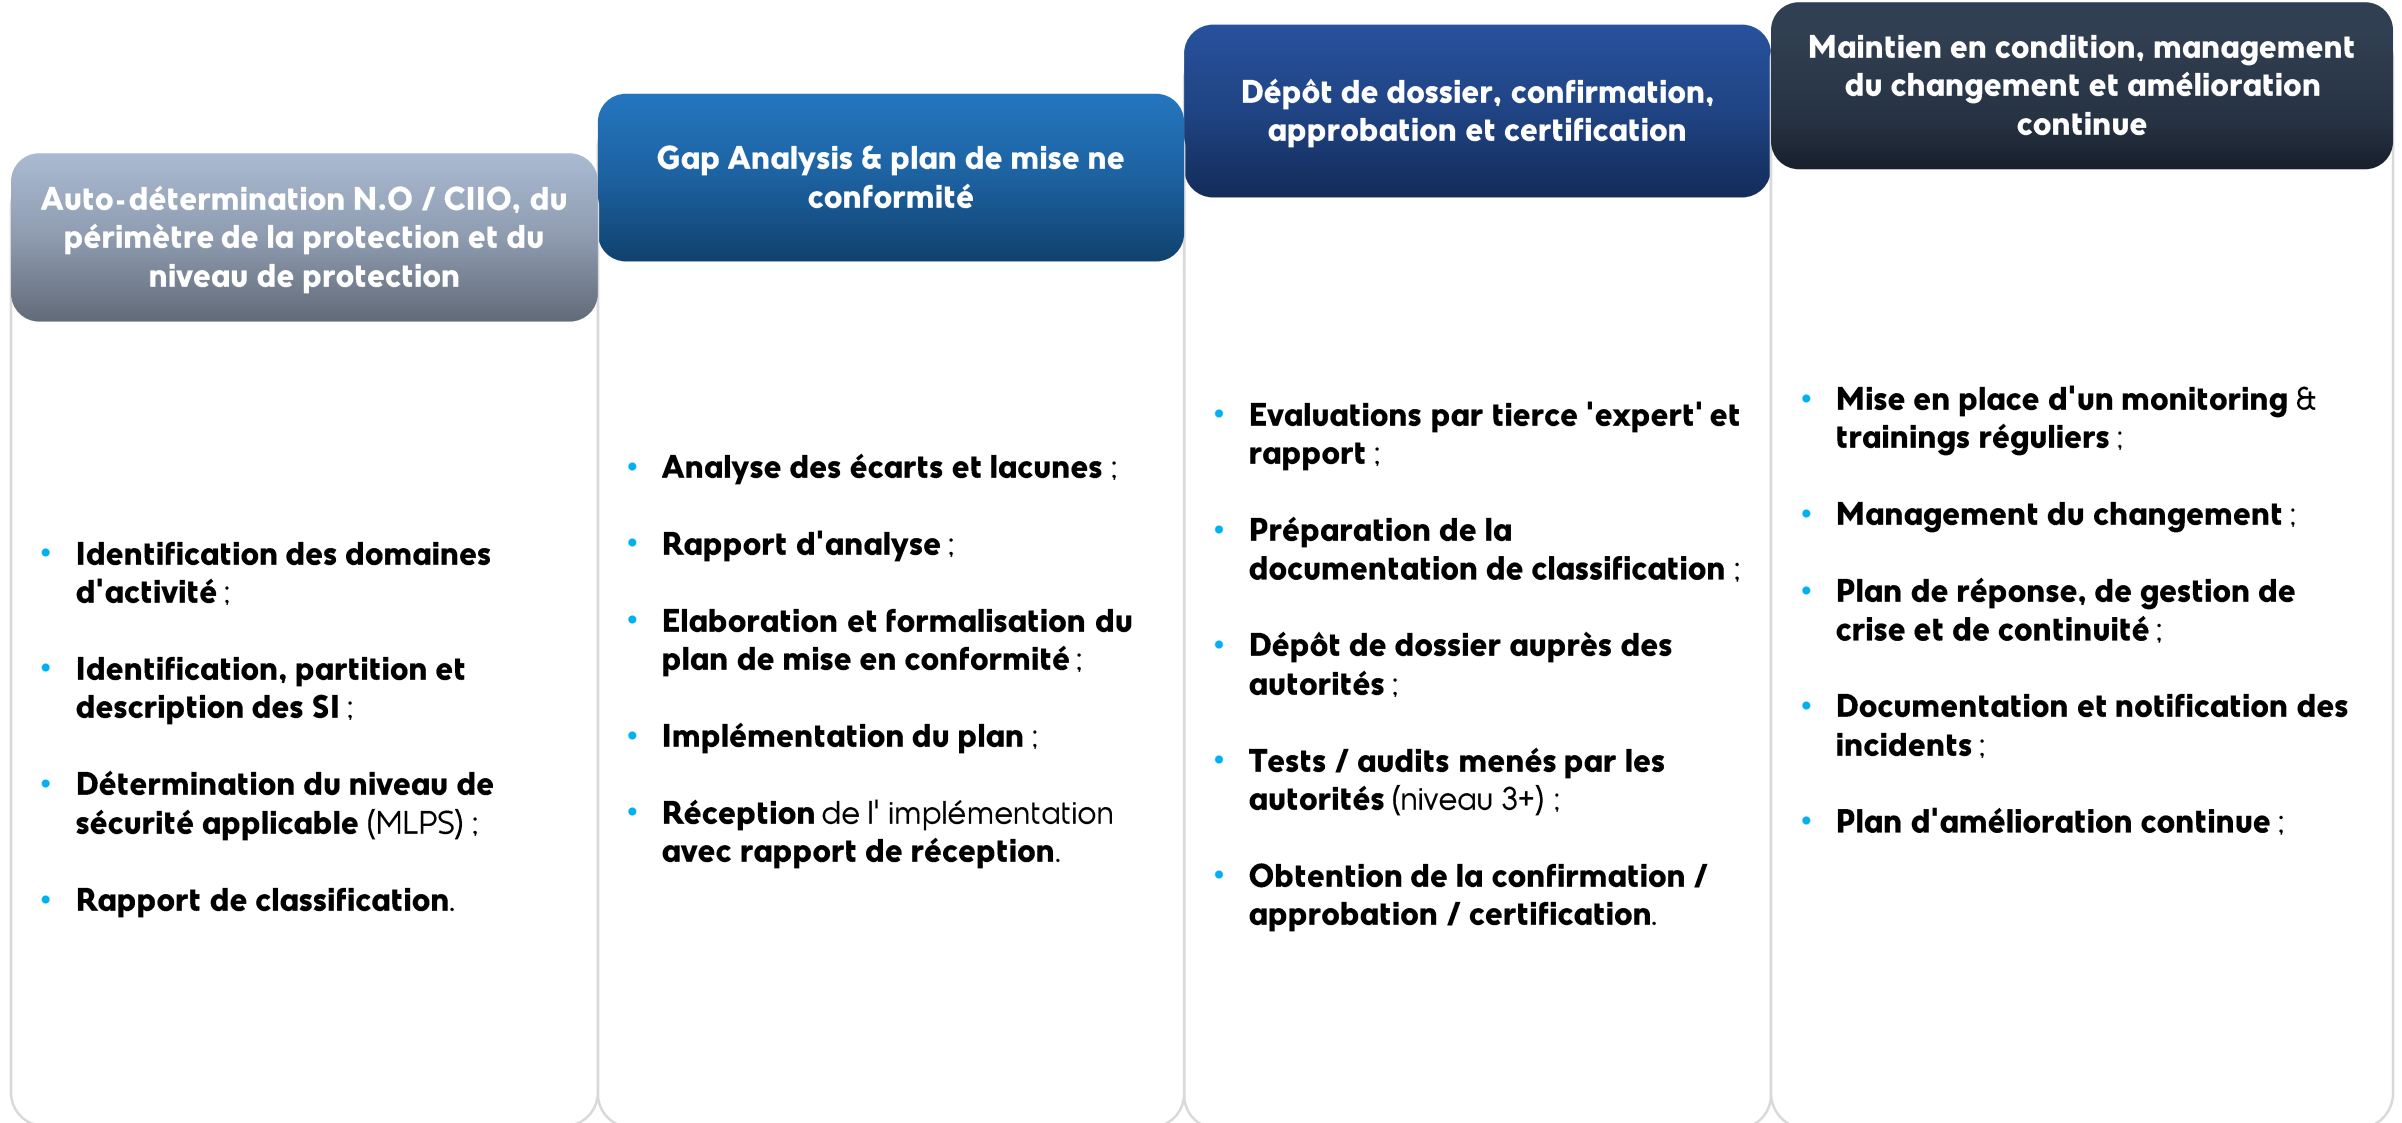 Auto-détermination N.O / CIIO, du
périmètre de la protection et du
niveau de protection
• Identification des domaines
d'activité ;
• Identification, partition et
description des SI ;
• Détermination du niveau de
sécurité applicable (MLPS) ;
• Rapport de classification.
Gap Analysis & plan de mise ne
conformité
• Analyse des écarts et lacunes ;
• Rapport d'analyse ;
• Elaboration et formalisation du
plan de mise en conformité ;
• Implémentation du plan ;
• Réception de l' implémentation
avec rapport de réception.
Dépôt de dossier, confirmation,
approbation et certification
• Evaluations par tierce 'expert' et
rapport ;
• Préparation de la
documentation de classification ;
• Dépôt de dossier auprès des
autorités ;
• Tests / audits menés par les
autorités (niveau 3+) ;
• Obtention de la confirmation /
approbation / certification.
Maintien en condition, management
du changement et amélioration
continue
• Mise en place d'un monitoring &
trainings réguliers ;
• Management du changement ;
• Plan de réponse, de gestion de
crise et de continuité ;
• Documentation et notification des
incidents ;
• Plan d'amélioration continue ;